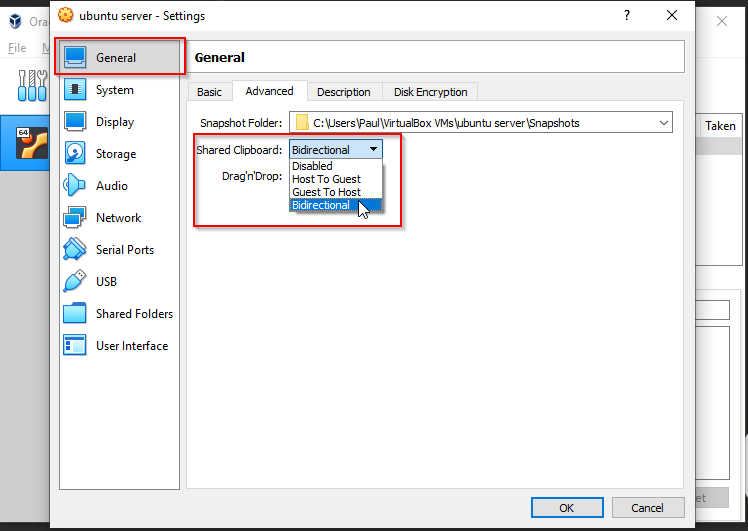 Orac
ubuntu server - Settings
?
File
M
General
General
System
Basic
Advanced
Description
Disk Encryption
Display
Snapshot Folder:
C:\Users\Paul\VirtualBox VMs\ubuntu server\Snapshots
Taken
64
Storage
Shared Clipboard:
Bidirectional
Disabled
Audio
Drag'n'Drop:
Host To Guest
Guest To Host
Bidirectional
Network
Serial Ports
USB
Shared Folders
User Interface
et
OK
Cancel